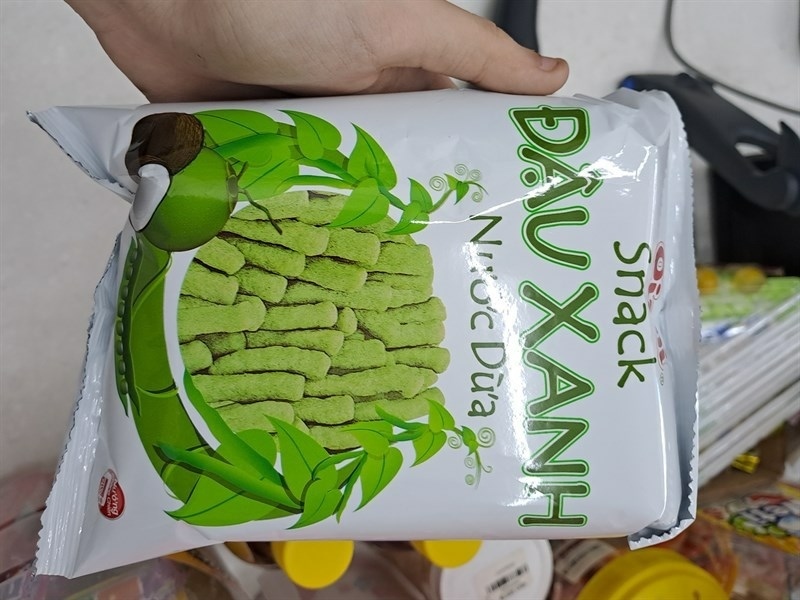 Snack
ĐẬU XANH
Nước Dừa